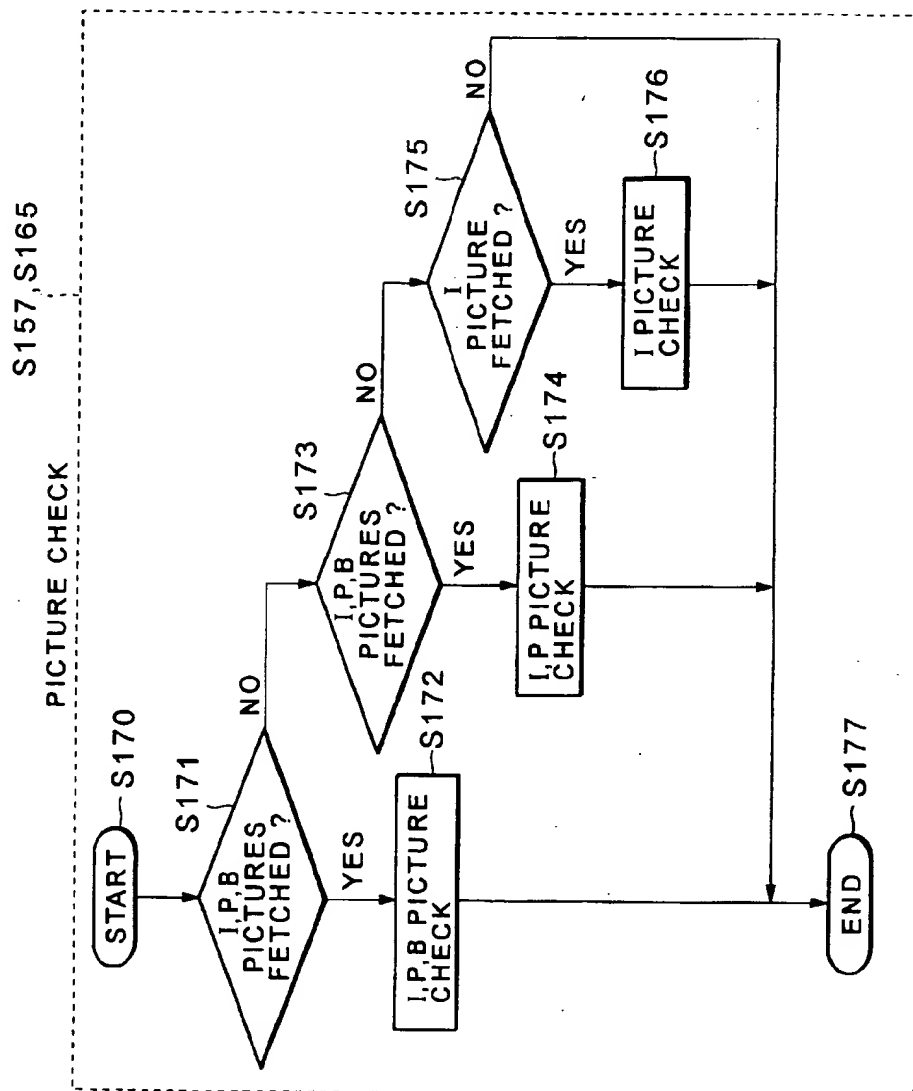 S157,S165
PICTURE CHECK
START
S170
S171
I,P,B
PICTURES
FETCHED ?
NO
YES
I,P,B PICTURE
CHECK
S172
S173
I,P,B
PICTURES
FETCHED ?
NO
YES
I,P PICTURE
CHECK
S174
S175
I
PICTURE
FETCHED ?
NO
YES
I PICTURE
CHECK
S176
END
S177